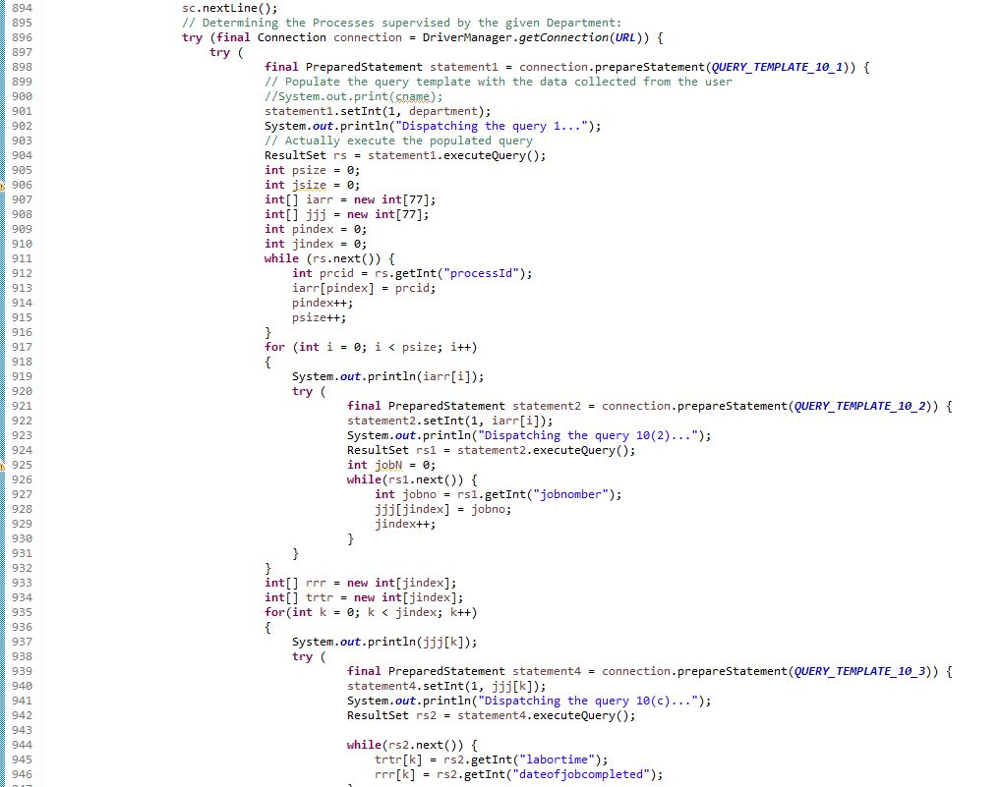 894 sc.nextLine();
895 // Determining the Processes supervised by the given Department:
896 try (final Connection connection = DriverManager.getConnection(URL)) {
897 try (
898 final PreparedStatement statement1 = connection.prepareStatement(QUERY_TEMPLATE_10_1)) {
899 // Populate the query template with the data collected from the user
900 //System.out.print(cname);
901 statement1.setInt(1, department);
902 System.out.println("Dispatching the query 1...");
903 // Actually execute the populated query
904 ResultSet rs = statement1.executeQuery();
905 int psize = 0;
906 int jsize = 0;
907 int[] iarr = new int[77];
908 int[] jjj = new int[77];
909 int pindex = 0;
910 int jindex = 0;
911 while (rs.next()) {
912 int prcid = rs.getInt("processId");
913 iarr[pindex] = prcid;
914 pindex++;
915 psize++;
916 }
917 for (int i = 0; i < psize; i++)
918 {
919 System.out.println(iarr[i]);
920 try (
921 final PreparedStatement statement2 = connection.prepareStatement(QUERY_TEMPLATE_10_2)) {
922 statement2.setInt(1, iarr[i]);
923 System.out.println("Dispatching the query 10(2)...");
924 ResultSet rs1 = statement2.executeQuery();
925 int jobN = 0;
926 while(rs1.next()) {
927 int jobno = rs1.getInt("jobnomber");
928 jjj[jindex] = jobno;
929 jindex++;
930 }
931 }
932 }
933 int[] rrr = new int[jindex];
934 int[] trtr = new int[jindex];
935 for(int k = 0; k < jindex; k++)
936 {
937 System.out.println(jjj[k]);
938 try (
939 final PreparedStatement statement4 = connection.prepareStatement(QUERY_TEMPLATE_10_3)) {
940 statement4.setInt(1, jjj[k]);
941 System.out.println("Dispatching the query 10(c)...");
942 ResultSet rs2 = statement4.executeQuery();
943
944 while(rs2.next()) {
945 trtr[k] = rs2.getInt("labortime");
946 rrr[k] = rs2.getInt("dateofjobcompleted");